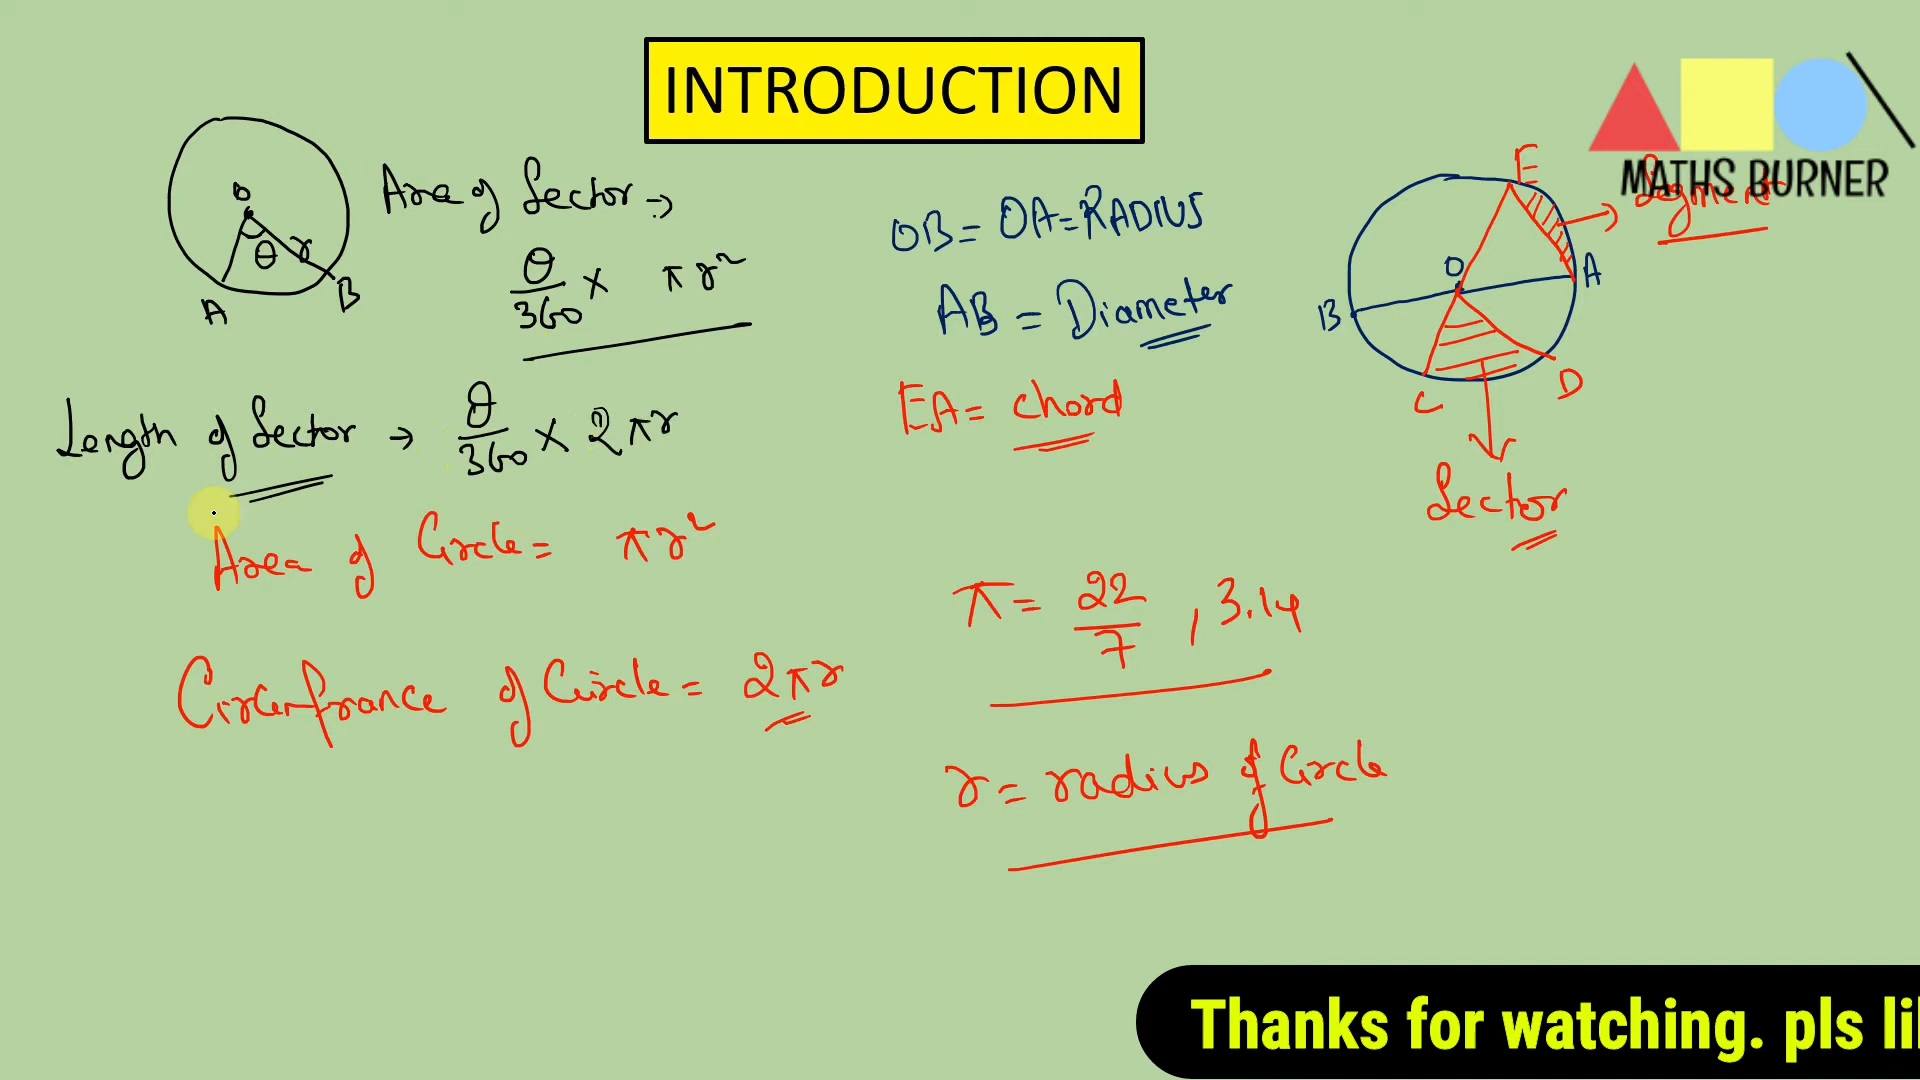 INTRODUCTION
MATHS BURNER
O
θ
r
A
B
Area of Sector →
θ/360 × πr²
Length of Sector → θ/360 × 2πr
Area of Circle = πr²
Circumfrance of Circle = 2πr
OB = OA = RADIUS
AB = Diameter
EA = chord
π = 22/7 , 3.14
r = radius of Circle
E
Segment
O
A
B
C
D
Sector
Thanks for watching. pls li